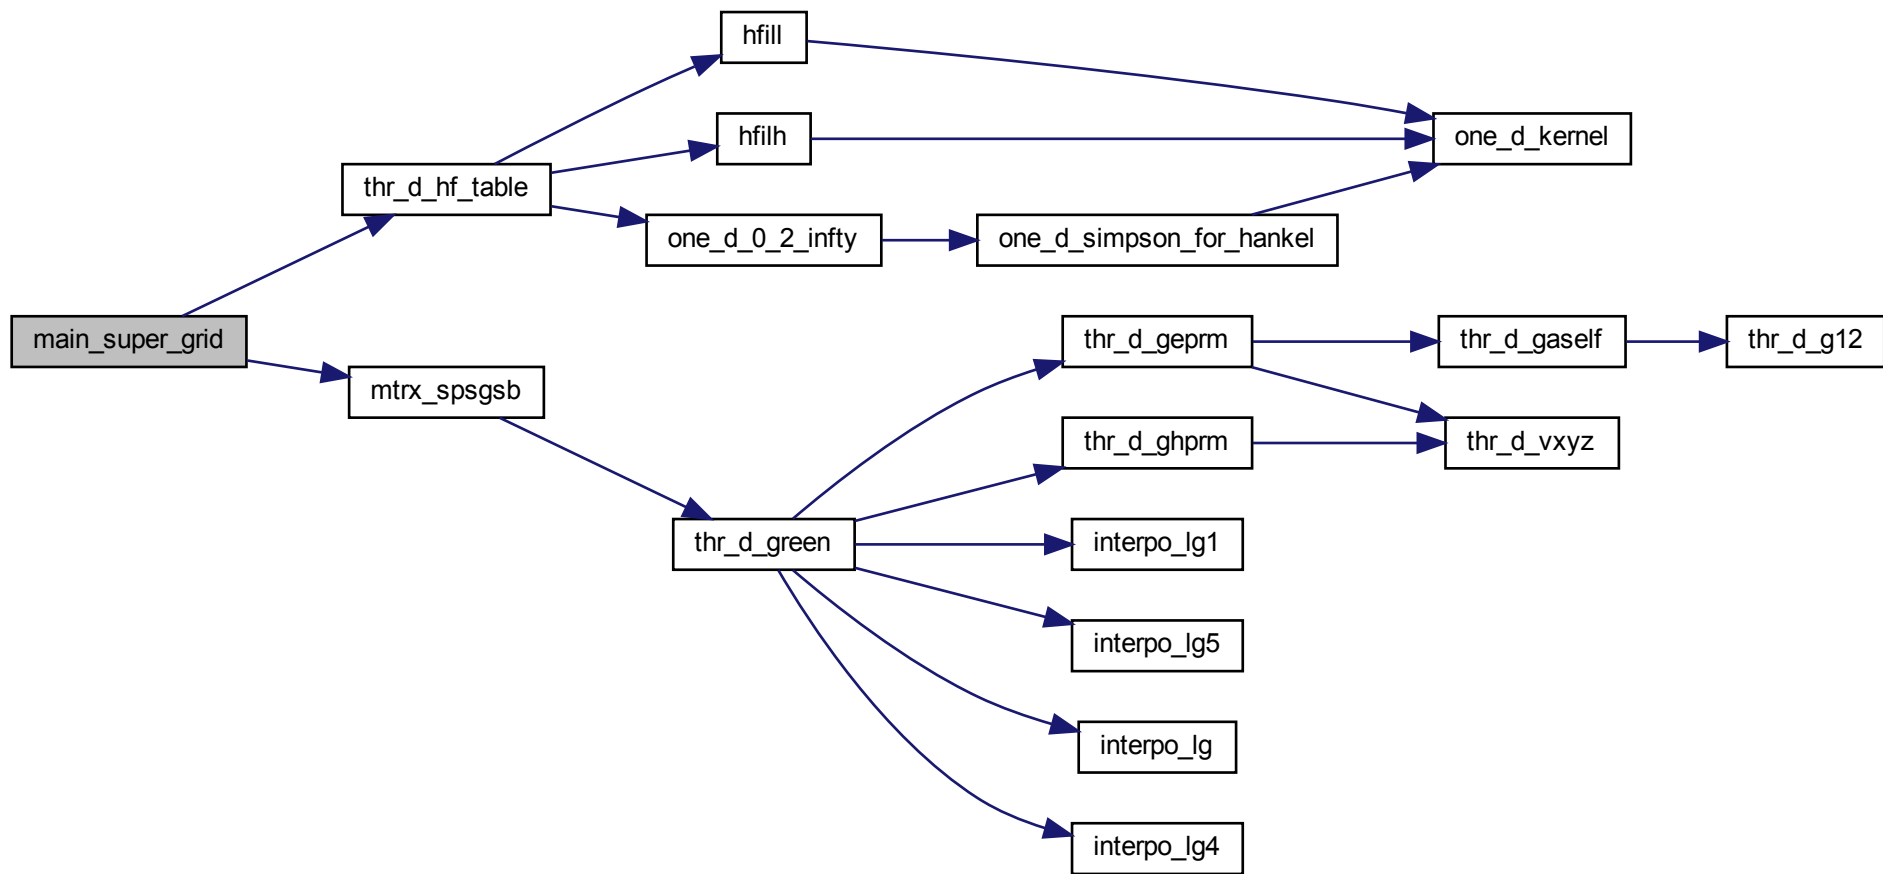 hfill
hfilh
one_d_kernel
thr_d_hf_table
one_d_0_2_infty
one_d_simpson_for_hankel
main_super_grid
thr_d_geprm
thr_d_gaself
thr_d_g12
mtrx_spsgsb
thr_d_ghprm
thr_d_vxyz
thr_d_green
interpo_lg1
interpo_lg5
interpo_lg
interpo_lg4